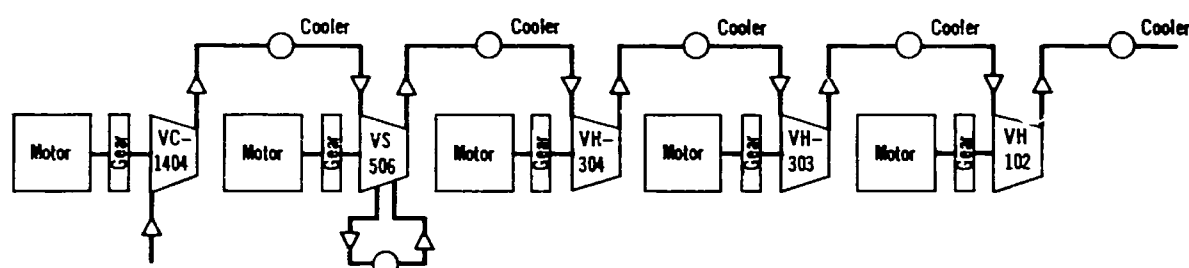 Cooler
Cooler
Cooler
Cooler
Cooler
Motor
Gear
VC-
1404
Motor
Gear
VS
506
Motor
Gear
VH-
304
Motor
Gear
VH-
303
Motor
Gear
VH
102